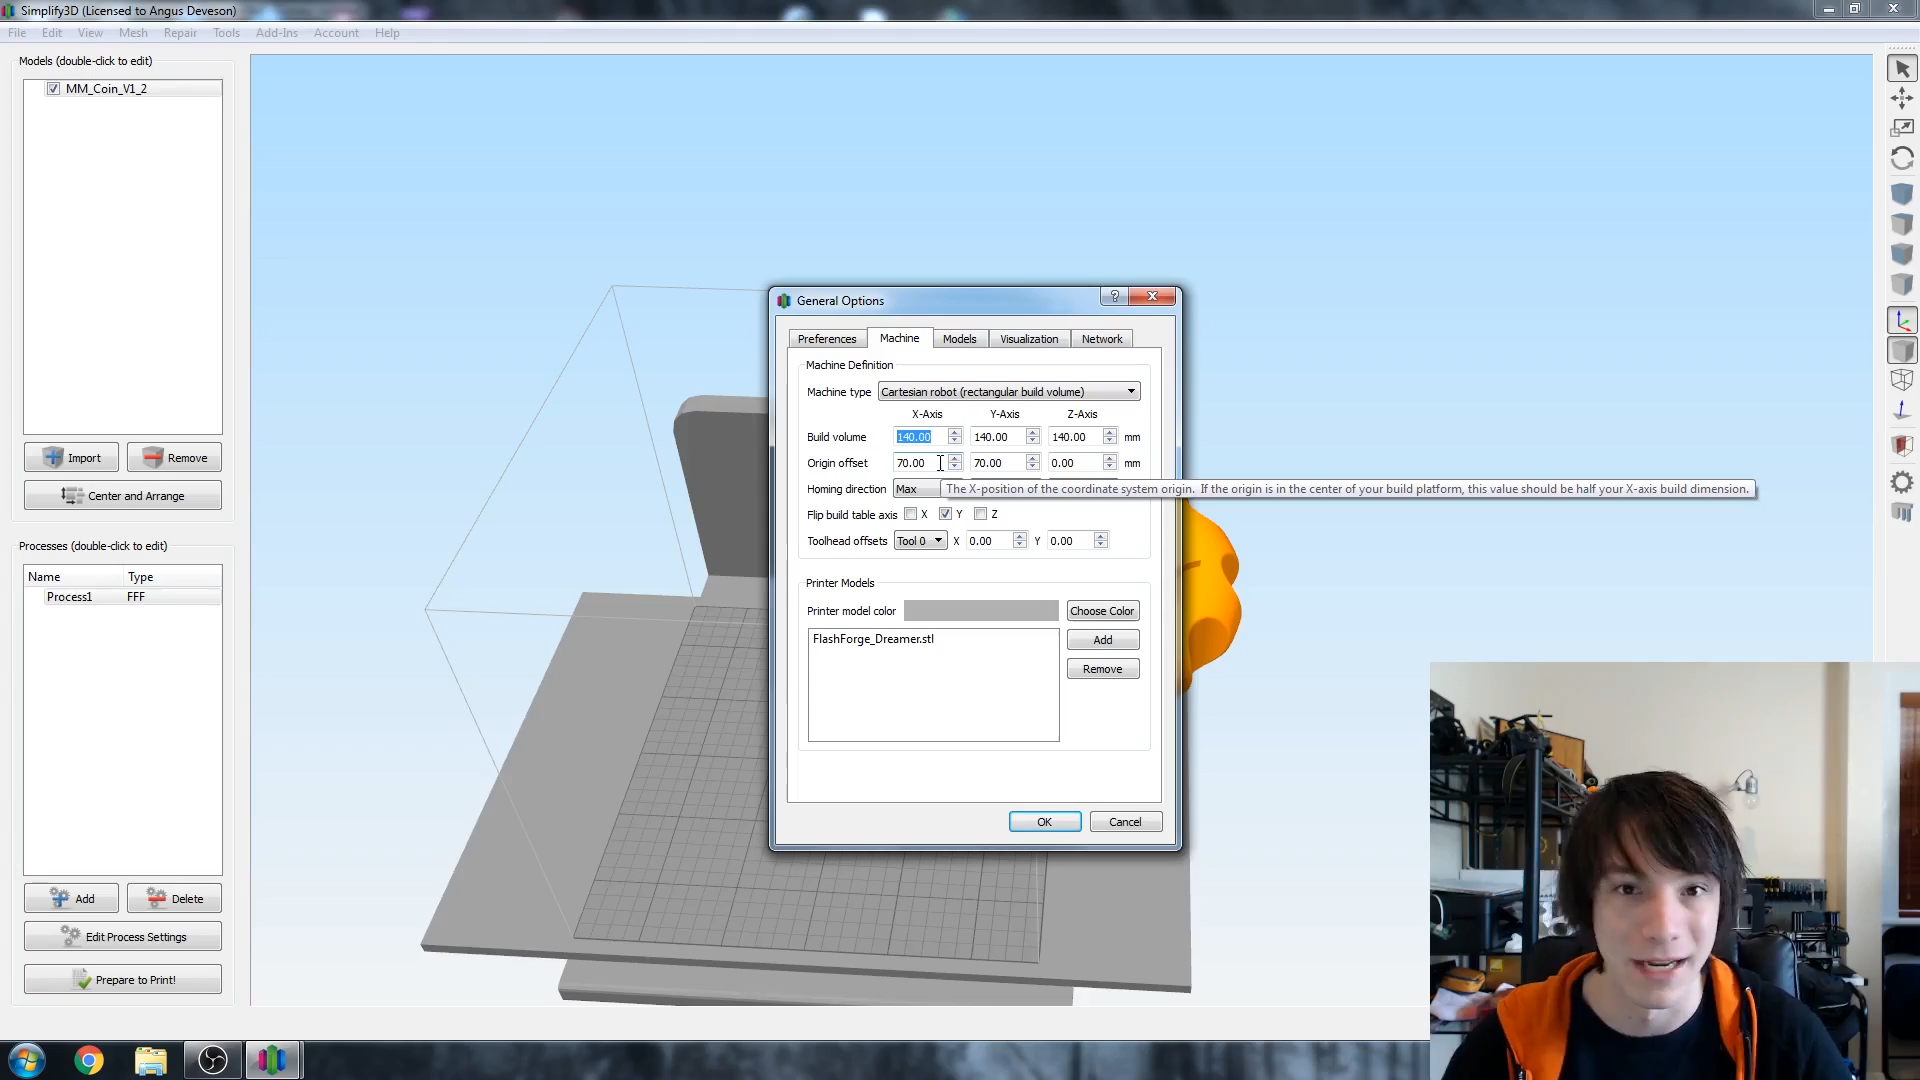 Simplify3D (Licensed to Angus Deveson)
File Edit View Mesh Repair Tools Add-Ins Account Help
Models (double-click to edit)
MM_Coin_V1_2
Import Remove
Center and Arrange
Processes (double-click to edit)
Name Type
Process1 FFF
Add Delete
Edit Process Settings
Prepare to Print!
General Options
Preferences Machine Models Visualization Network
Machine Definition
Machine type Cartesian robot (rectangular build volume)
X-Axis Y-Axis Z-Axis
Build volume 140.00 140.00 140.00 mm
Origin offset 70.00 70.00 0.00 mm
Homing direction Max
The X-position of the coordinate system origin. If the origin is in the center of your build platform, this value should be half your X-axis build dimension.
Flip build table axis X Y Z
Toolhead offsets Tool 0 X 0.00 Y 0.00
Printer Models
Printer model color Choose Color
FlashForge_Dreamer.stl
Add
Remove
OK Cancel